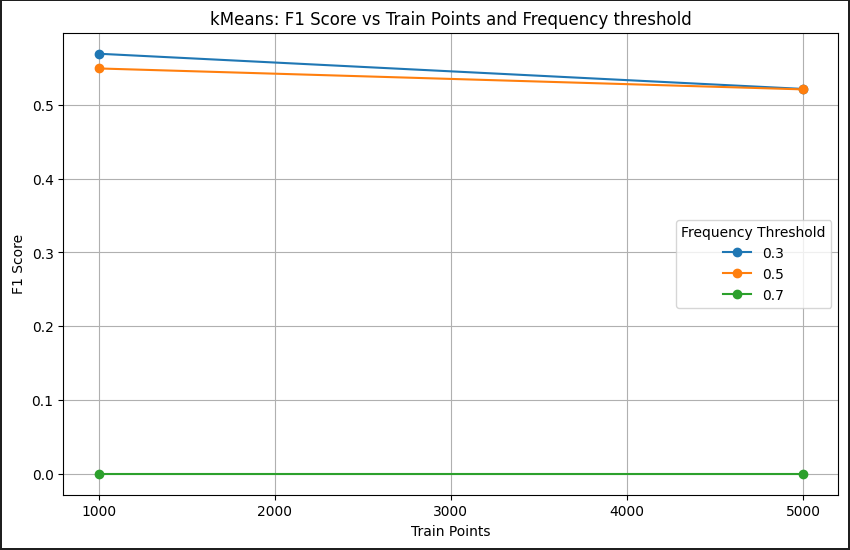 kMeans: F1 Score vs Train Points and Frequency threshold
F1 Score
0.5
0.4
0.3
0.2
0.1
0.0
Frequency Threshold
0.3
0.5
0.7
1000 2000 3000 4000 5000
Train Points